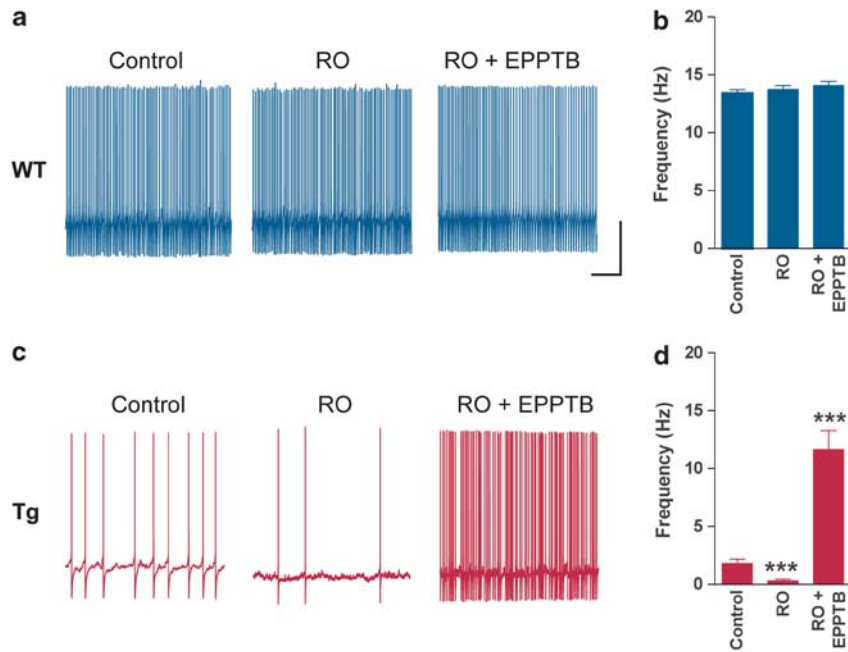 a
Control
RO
RO + EPPTB
WT
b
Frequency (Hz)
20
15
10
5
0
Control
RO
RO +
EPPTB
c
Control
RO
RO + EPPTB
Tg
d
Frequency (Hz)
20
15
10
5
0
***
***
Control
RO
RO +
EPPTB